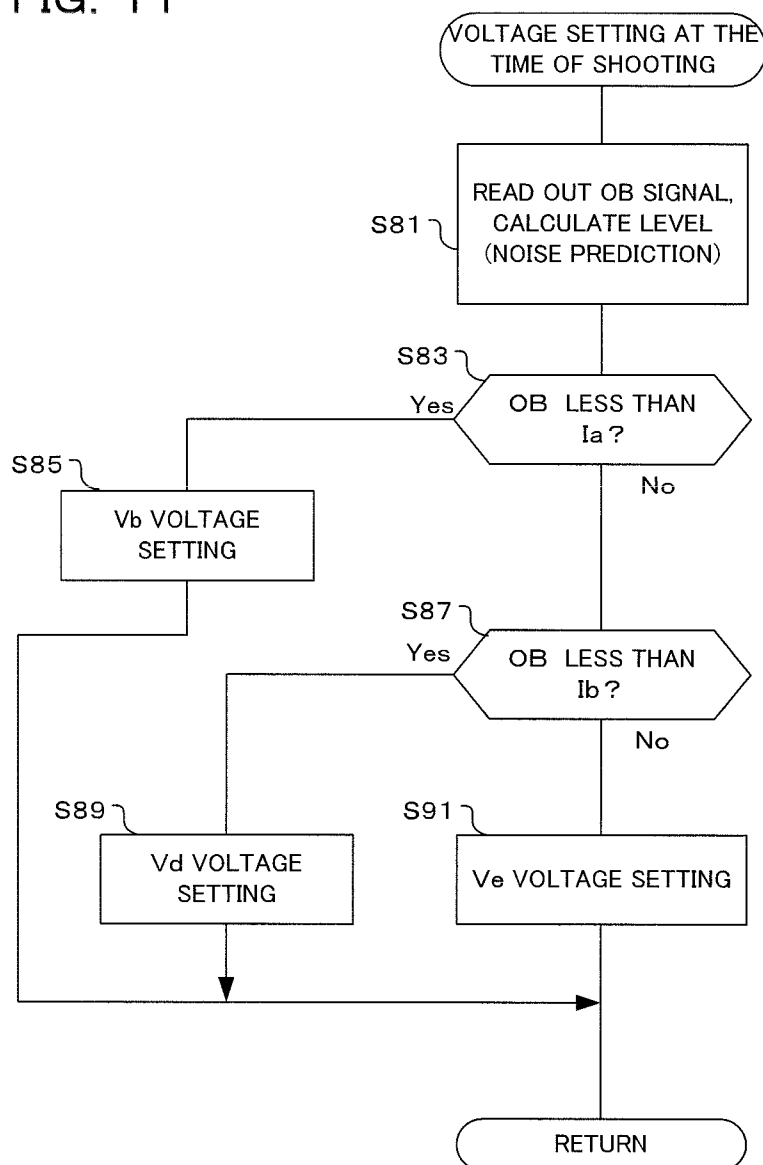 FIG. 11
VOLTAGE SETTING AT THE
TIME OF SHOOTING
S81
READ OUT OB SIGNAL,
CALCULATE LEVEL
(NOISE PREDICTION)
S83
Yes
OB LESS THAN
Ia?
No
S85
Vb VOLTAGE
SETTING
S87
Yes
OB LESS THAN
Ib?
No
S89
Vd VOLTAGE
SETTING
S91
Ve VOLTAGE SETTING
RETURN